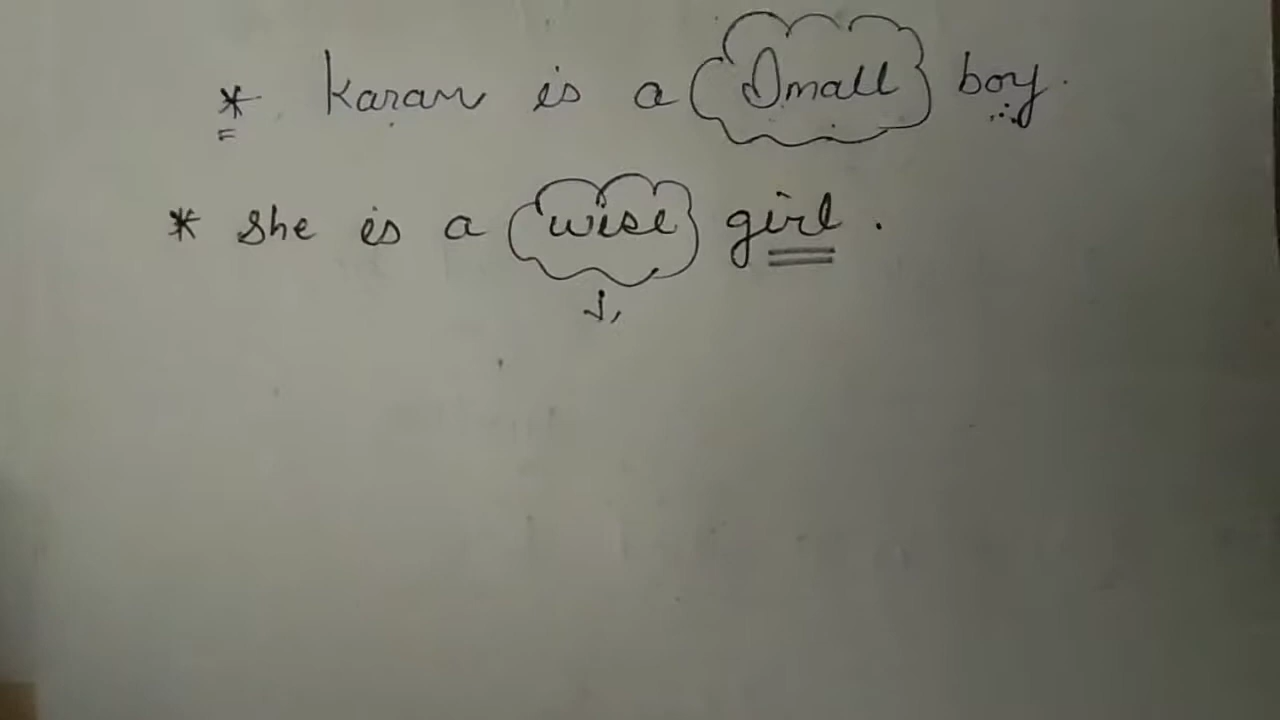 * Karan is a Small boy.
* She is a wise girl.